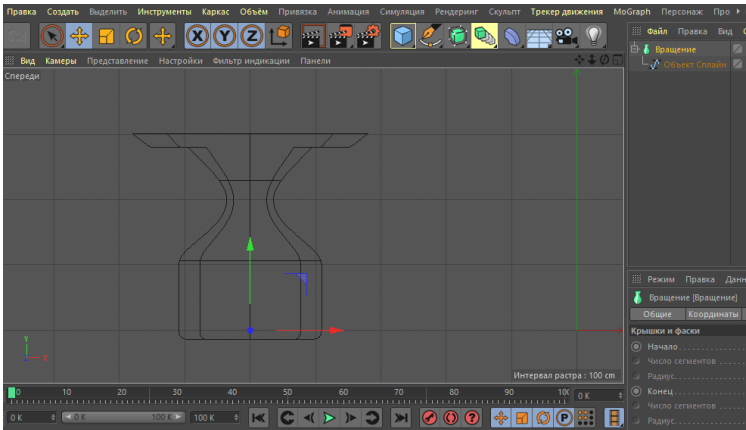 Правка Создать Выделить Инструменты Каркас Объём Привязка Анимация Симуляция Рендеринг Скульпт Трекер движения MoGraph Персонаж Про
X Y Z
Файл Правка Вид
Вращение
Объект Сплайн
Вид Камеры Представление Настройки Фильтр индикации Панели
Спереди
Y
X
Интервал растра : 100 cm
Режим Правка Данн
Вращение [Вращение]
Общие Координаты
Крышки и фаски
Начало
Число сегментов
Радиус
Конец
Число сегментов
Радиус
0 10 20 30 40 50 60 70 80 90 100 0 K
0 K 0 K 100 K 100 K P